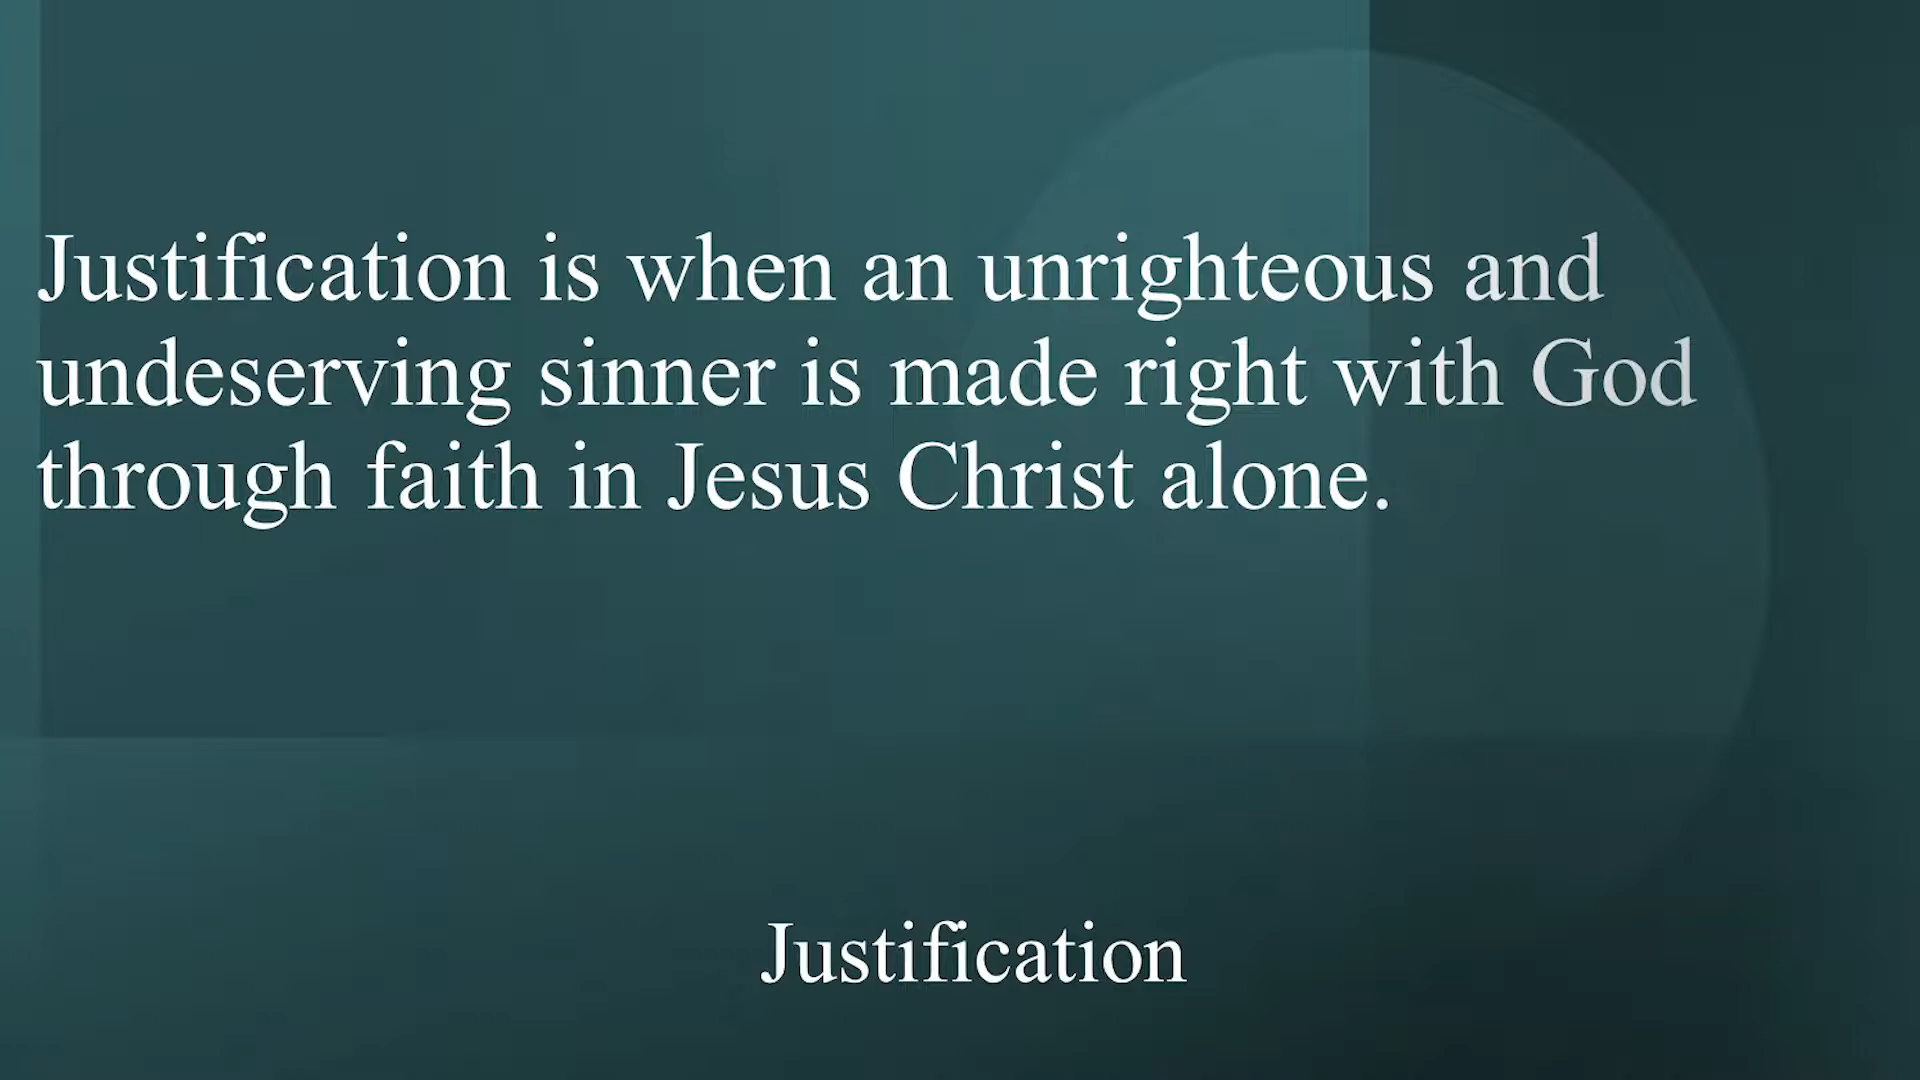 Justification is when an unrighteous and
undeserving sinner is made right with God
through faith in Jesus Christ alone.
Justification